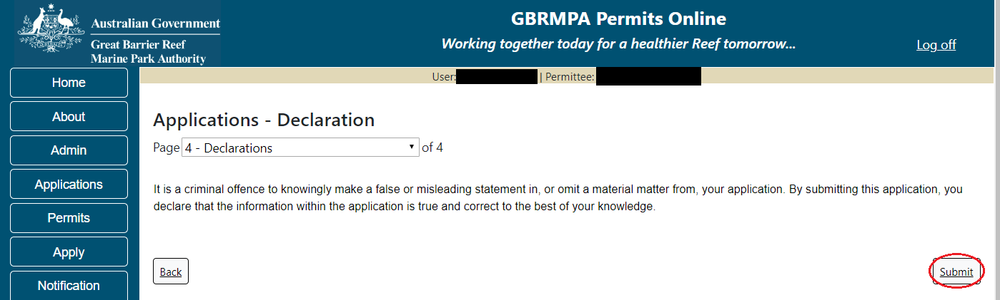 Australian Government
Great Barrier Reef
Marine Park Authority
GBRMPA Permits Online
Working together today for a healthier Reef tomorrow...
Log off
User: | Permittee:
Home
About
Admin
Applications
Permits
Apply
Notification
Applications - Declaration
Page 4 - Declarations of 4
It is a criminal offence to knowingly make a false or misleading statement in, or omit a material matter from, your application. By submitting this application, you
declare that the information within the application is true and correct to the best of your knowledge.
Back
Submit